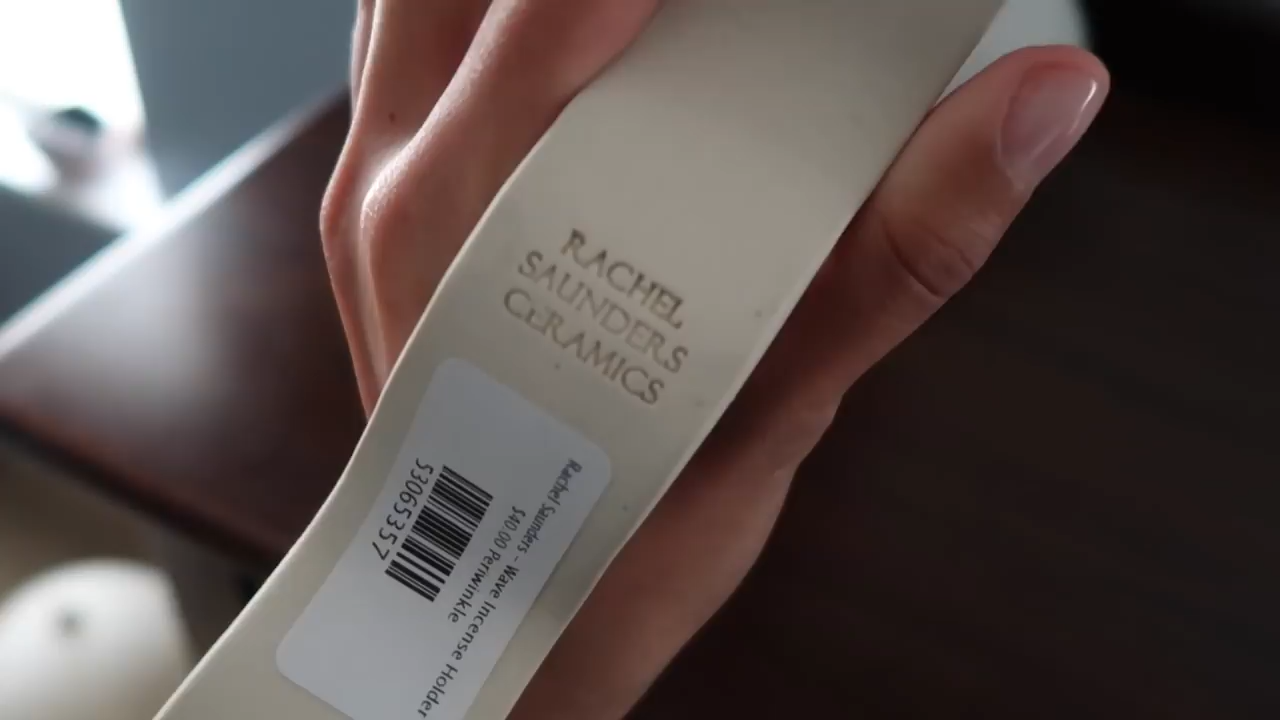 RACHEL
SAUNDERS
CERAMICS
Rachel Saunders - Wave Incense Holder
$40.00 Periwinkle
53065357